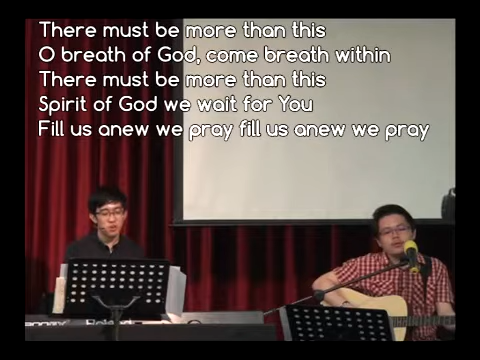 There must be more than this
O breath of God, come breath within
There must be more than this
Spirit of God we wait for You
Fill us anew we pray fill us anew we pray
Roland